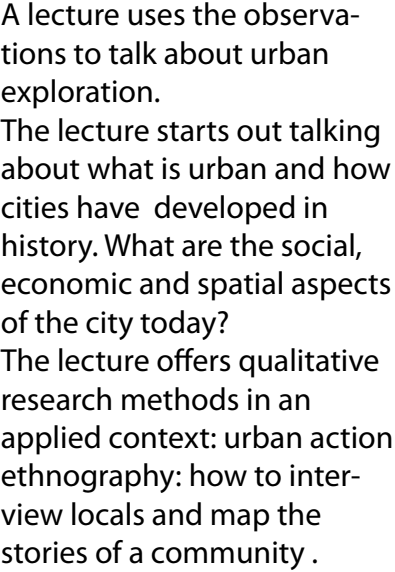 A lecture uses the observa-
tions to talk about urban
exploration.
The lecture starts out talking
about what is urban and how
cities have  developed in
history. What are the social,
economic and spatial aspects
of the city today?
The lecture offers qualitative
research methods in an
applied context: urban action
ethnography: how to inter-
view locals and map the
stories of a community .